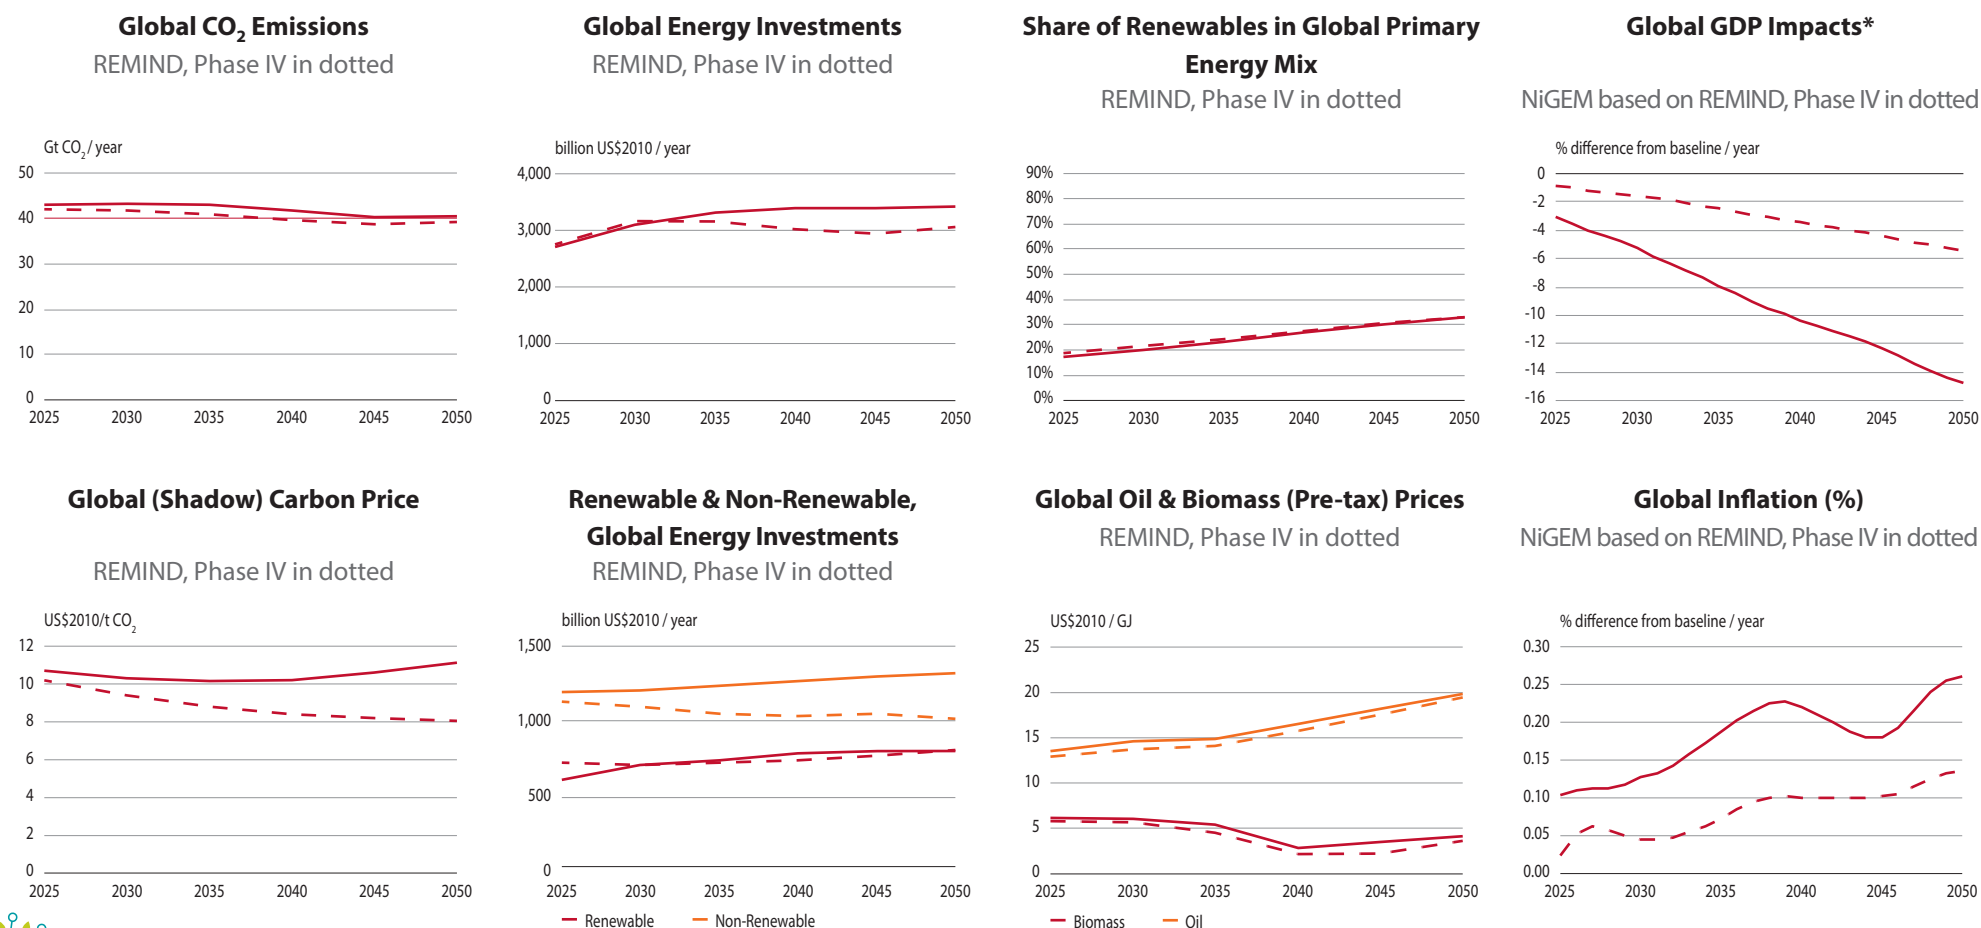 Global CO2 Emissions
REMIND, Phase IV in dotted
Gt CO2 / year
50
40
30
20
10
0
2025 2030 2035 2040 2045 2050
Global Energy Investments
REMIND, Phase IV in dotted
billion US$2010 / year
4,000
3,000
2,000
1,000
0
2025 2030 2035 2040 2045 2050
Share of Renewables in Global Primary
Energy Mix
REMIND, Phase IV in dotted
90%
80%
70%
60%
50%
40%
30%
20%
10%
0%
2025 2030 2035 2040 2045 2050
Global GDP Impacts*
NiGEM based on REMIND, Phase IV in dotted
% difference from baseline / year
0
-2
-4
-6
-8
-10
-12
-14
-16
2025 2030 2035 2040 2045 2050
Global (Shadow) Carbon Price
REMIND, Phase IV in dotted
US$2010/t CO2
12
10
8
6
4
2
0
2025 2030 2035 2040 2045 2050
Renewable & Non-Renewable,
Global Energy Investments
REMIND, Phase IV in dotted
billion US$2010 / year
1,500
1,000
500
0
2025 2030 2035 2040 2045 2050
Renewable Non-Renewable
Global Oil & Biomass (Pre-tax) Prices
REMIND, Phase IV in dotted
US$2010 / GJ
25
20
15
10
5
0
2025 2030 2035 2040 2045 2050
Biomass Oil
Global Inflation (%)
NiGEM based on REMIND, Phase IV in dotted
% difference from baseline / year
0.30
0.25
0.20
0.15
0.10
0.05
0.00
2025 2030 2035 2040 2045 2050